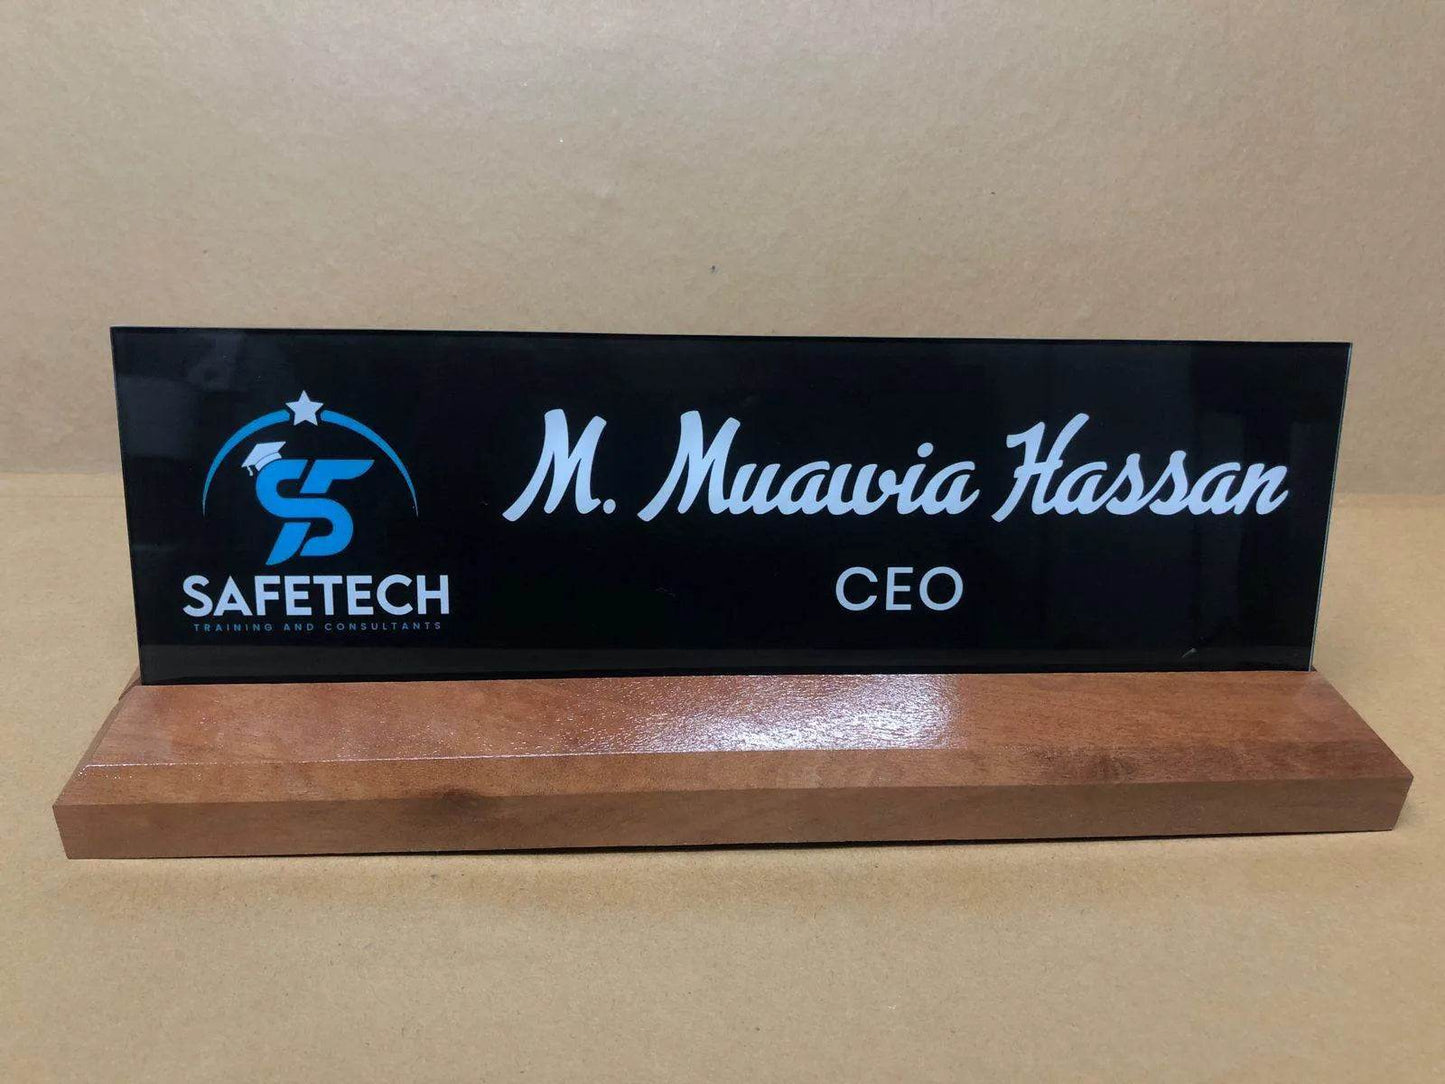 SAFETECH
TRAINING AND CONSULTANTS
M. Muawia Hassan
CEO